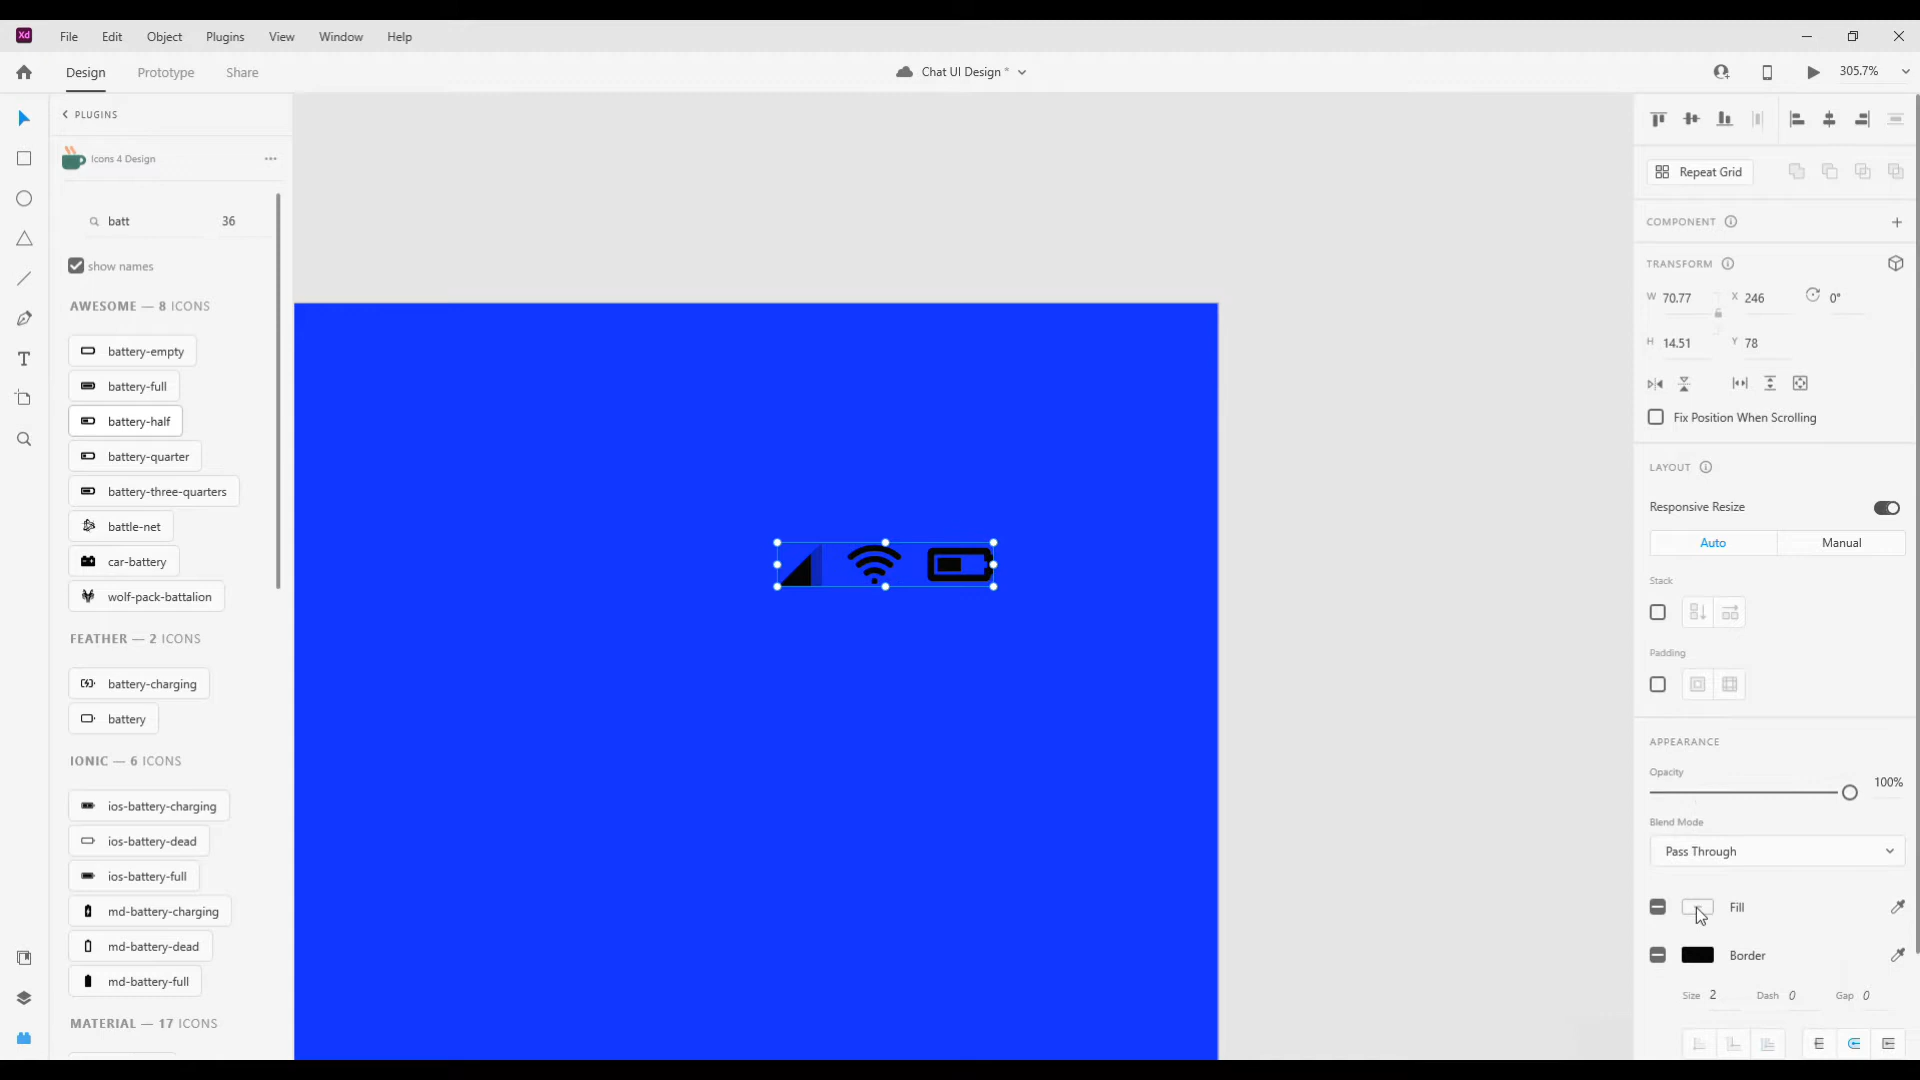 Xd File Edit Object Plugins View Window Help
Design Prototype Share Chat UI Design * 305.7%
PLUGINS
Icons 4 Design
batt 36
show names
AWESOME — 8 ICONS
battery-empty
battery-full
battery-half
battery-quarter
battery-three-quarters
battle-net
car-battery
wolf-pack-battalion
FEATHER — 2 ICONS
battery-charging
battery
IONIC — 6 ICONS
ios-battery-charging
ios-battery-dead
ios-battery-full
md-battery-charging
md-battery-dead
md-battery-full
MATERIAL — 17 ICONS
Repeat Grid
COMPONENT
TRANSFORM
W 70.77 X 246 0°
H 14.51 Y 78
Fix Position When Scrolling
LAYOUT
Responsive Resize
Auto Manual
Stack
Padding
APPEARANCE
Opacity
100%
Blend Mode
Pass Through
Fill
Border
Size 2 Dash 0 Gap 0